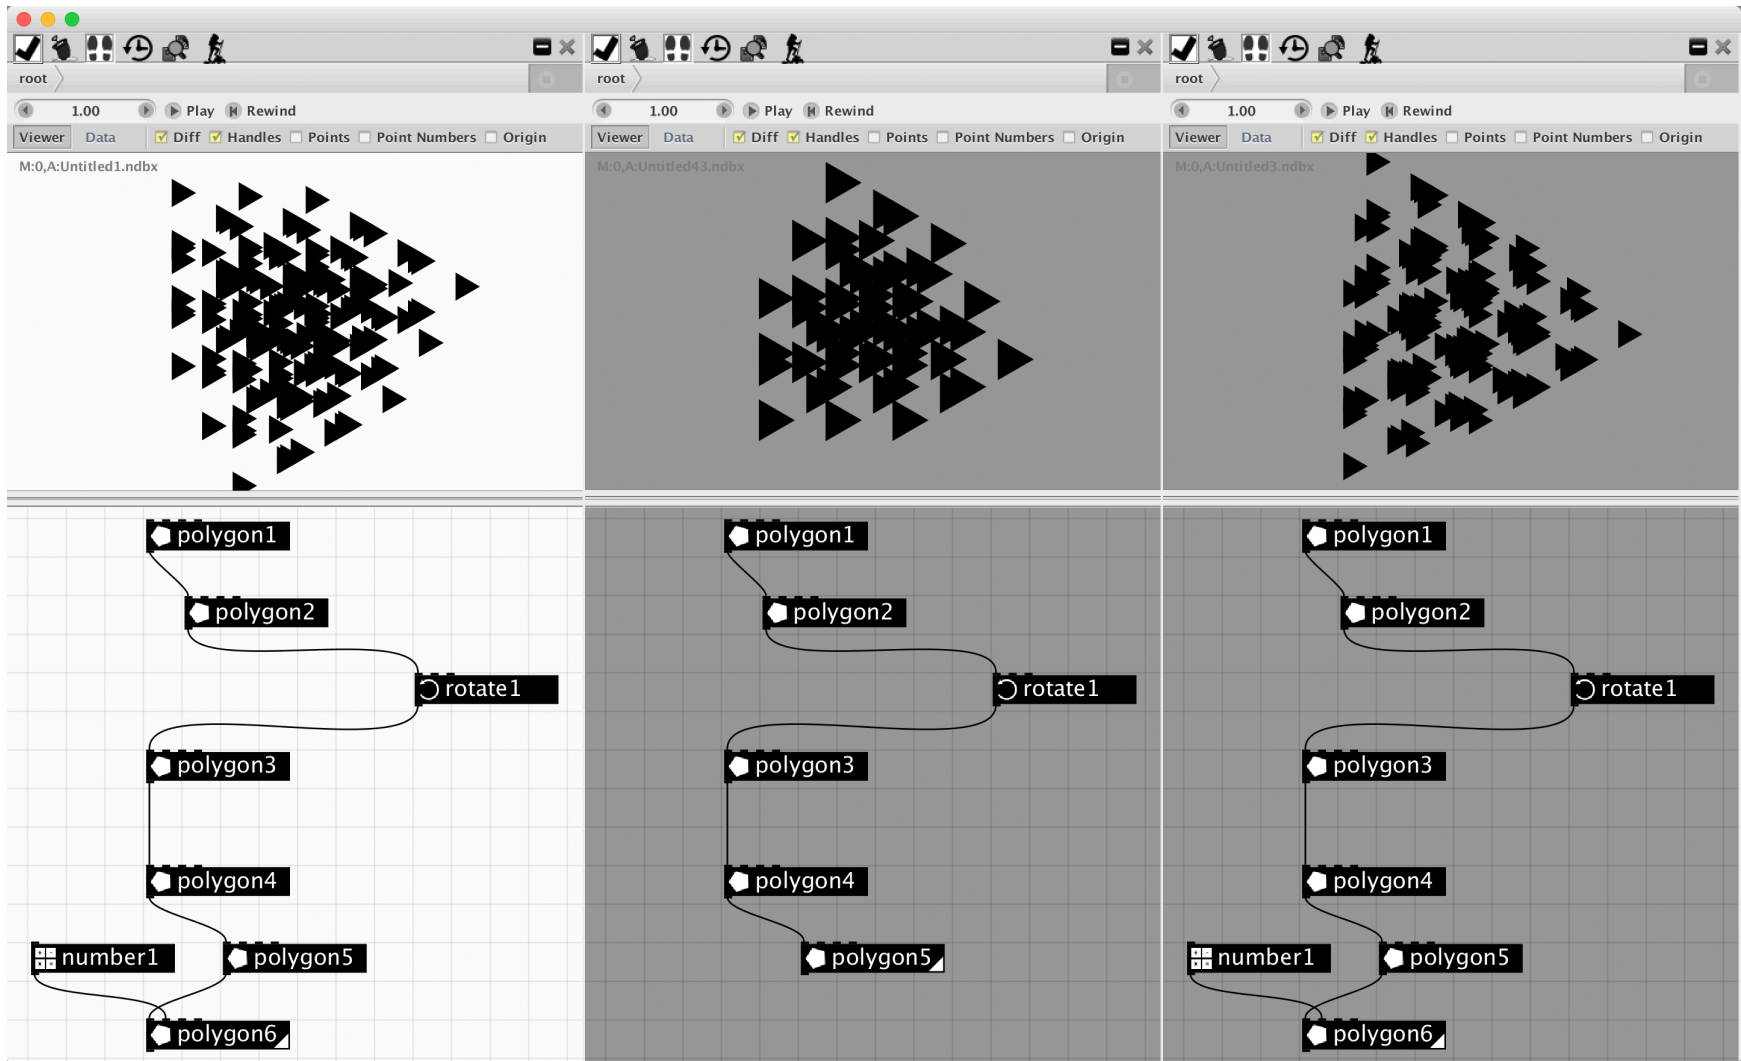 root
1.00 Play Rewind
Viewer Data Diff Handles Points Point Numbers Origin
M:0,A:Untitled1.ndbx
polygon1
polygon2
rotate1
polygon3
polygon4
number1 polygon5
polygon6
root
1.00 Play Rewind
Viewer Data Diff Handles Points Point Numbers Origin
M:0,A:Untitled43.ndbx
polygon1
polygon2
rotate1
polygon3
polygon4
polygon5
root
1.00 Play Rewind
Viewer Data Diff Handles Points Point Numbers Origin
M:0,A:Untitled3.ndbx
polygon1
polygon2
rotate1
polygon3
polygon4
number1 polygon5
polygon6